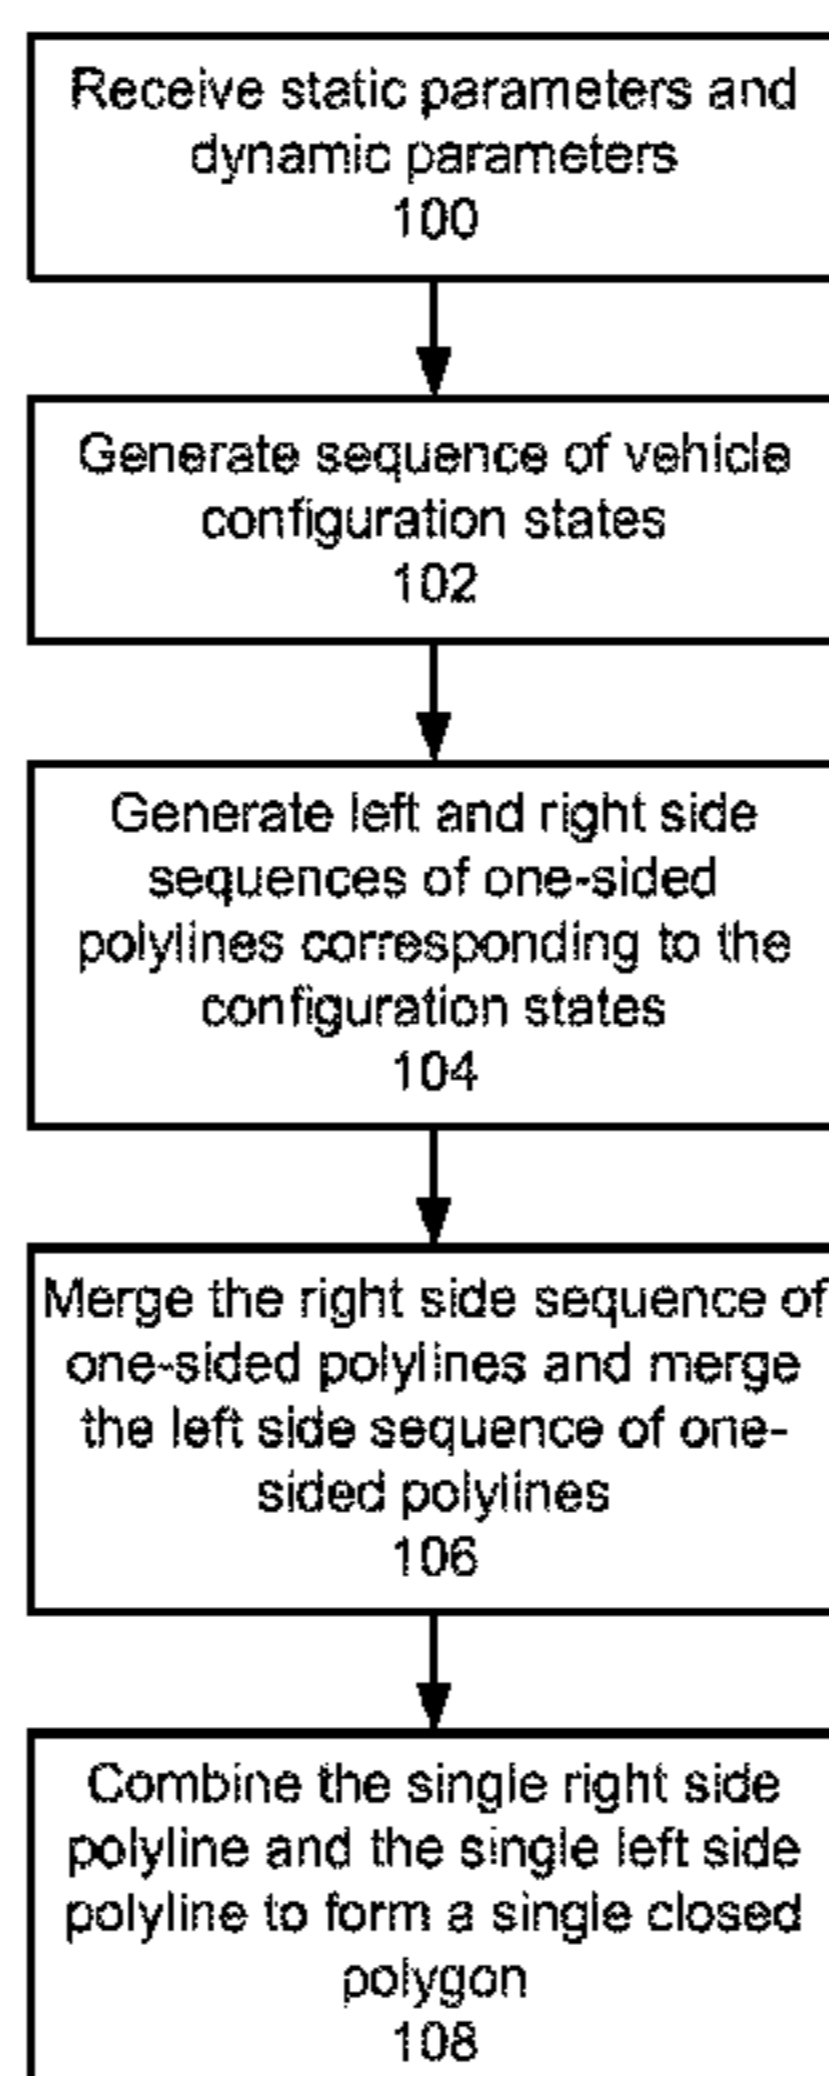 Receive static parameters and
dynamic parameters
100
Generate sequence of vehicle
configuration states
102
Generate left and right side
sequences of one-sided
polylines corresponding to the
configuration states
104
Merge the right side sequence of
one-sided polylines and merge
the left side sequence of one-
sided polylines
106
Combine the single right side
polyline and the single left side
polyline to form a single closed
polygon
108